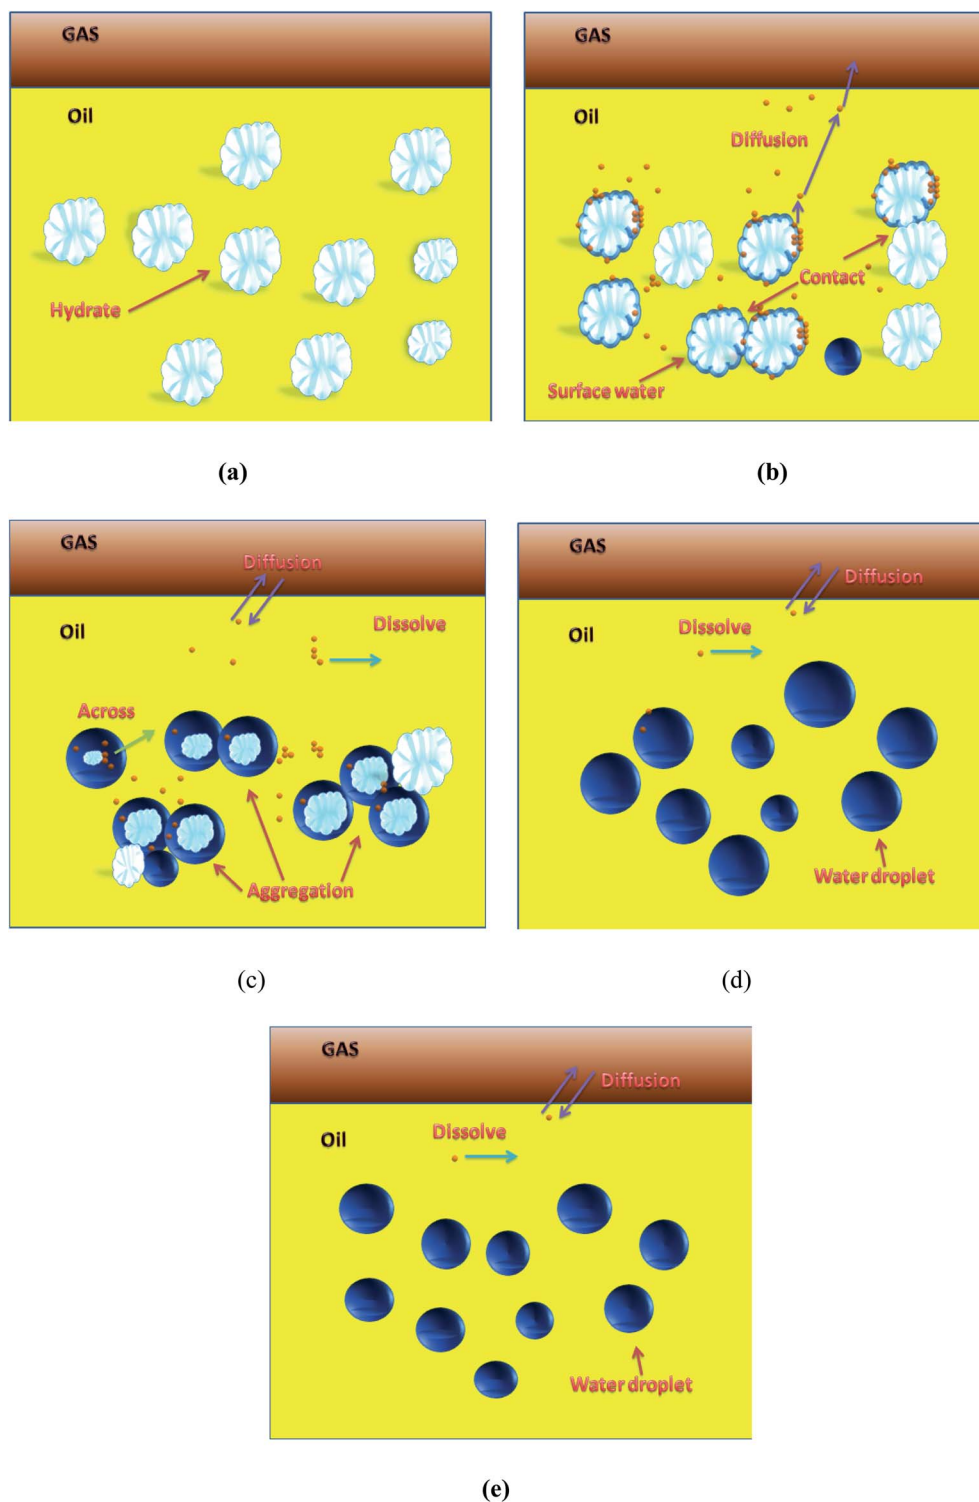 GAS
Oil
Hydrate
(a)
GAS
Oil
Diffusion
Contact
Surface water
(b)
GAS
Diffusion
Oil
Dissolve
Across
Aggregation
(c)
GAS
Diffusion
Dissolve
Oil
Water droplet
(d)
GAS
Diffusion
Dissolve
Oil
Water droplet
(e)